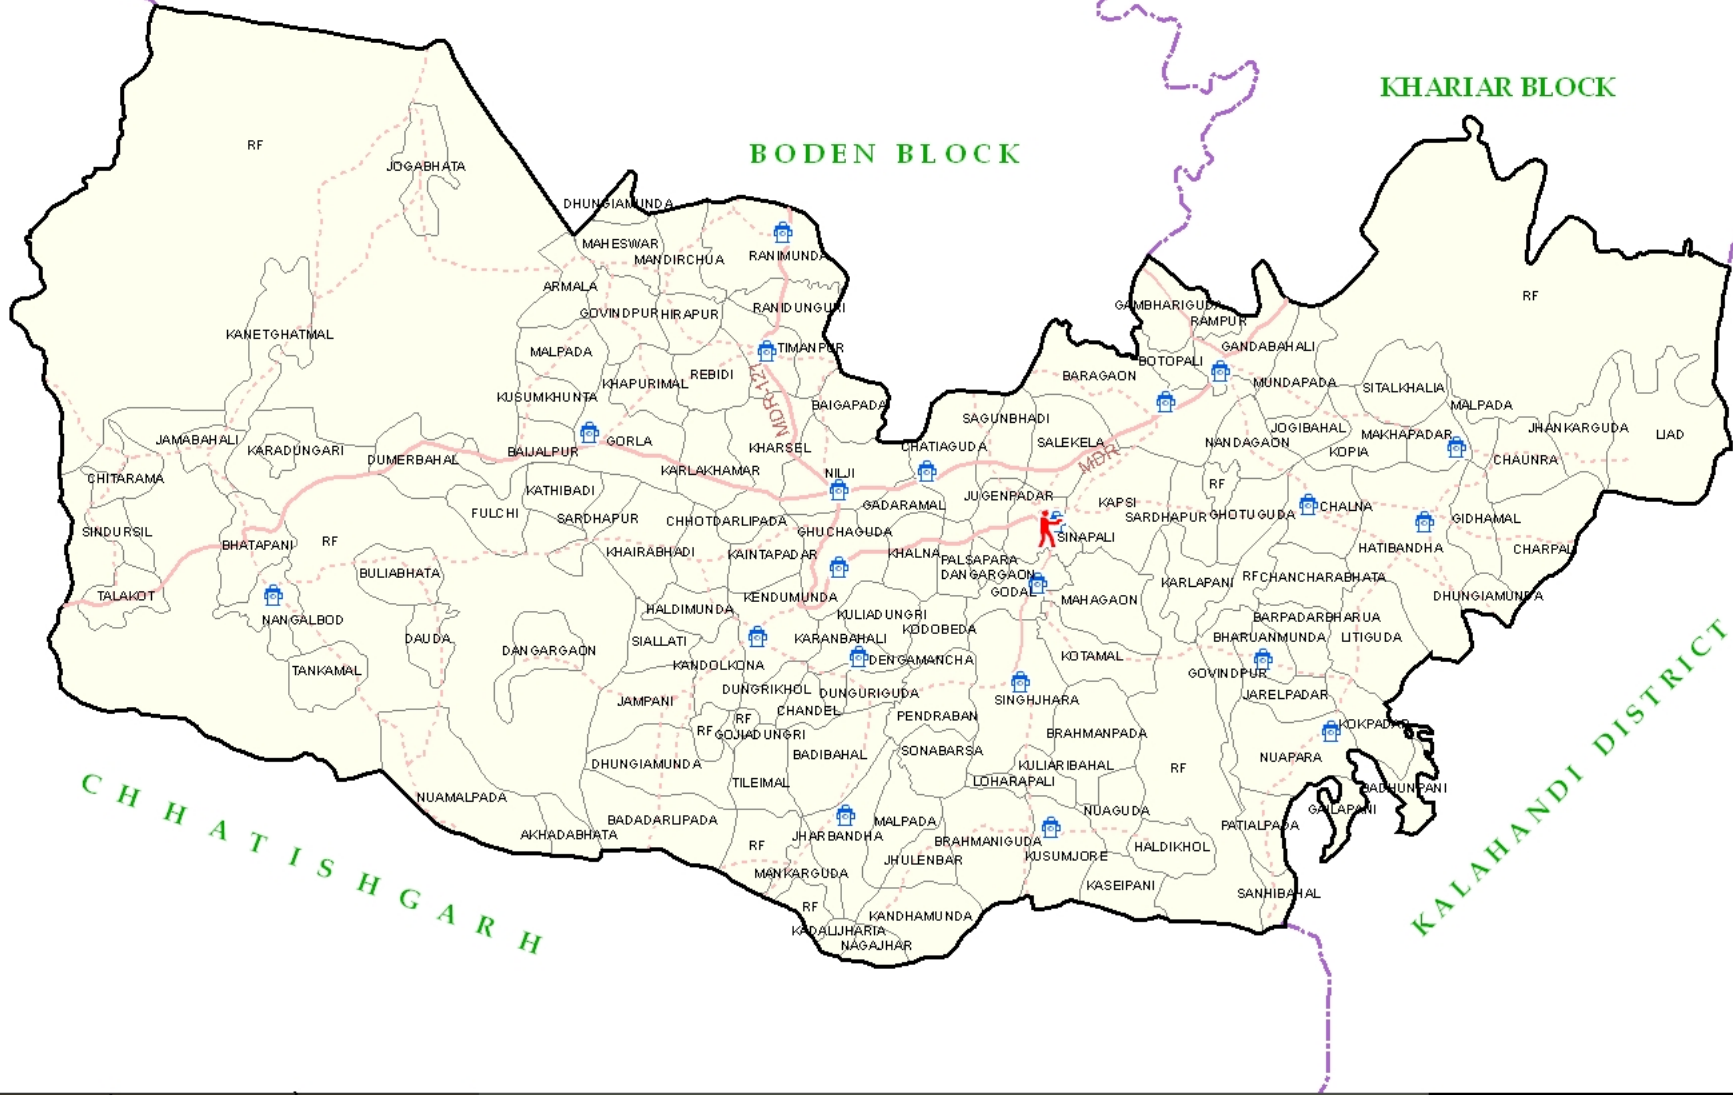 KHARIAR BLOCK
BODEN BLOCK
RF
JOGABHATA
DHUNGIAMUNDA
MAHESWAR
MANDIRCHUA
RANIMUNDA
ARMALA
GOVINDPUR
HIRAPUR
RANIDUNGURI
KANETGHATMAL
MALPADA
TIMANPUR
KHAPURIMAL
REBIDI
MDR-121
KUSUMKHUNTA
BAIGAPADA
GAMBHARIGUDA
RAMPUR
RF
GANDABAHALI
BOTOPALI
BARAGAON
MUNDAPADA
SITALKHALIA
MALPADA
SAGUNBHADI
JOGIBAHAL
MAKHAPADAR
JHANKARGUDA
LIAD
JAMABAHALI
KARADUNGARI
DUMERBAHAL
BAIJALPUR
GORLA
KHARSEL
CHATIAGUDA
SALEKELA
MDR
NANDAGAON
KOPIA
CHAUNRA
CHITARAMA
KARLAKHAMAR
NILJI
KATHIBADI
JUGENPADAR
KAPSI
RF
FULCHI
SARDHAPUR
CHHOTDARLIPADA
GADARAMAL
SARDHAPUR
GHOTUGUDA
CHALNA
GIDHAMAL
SINDURSIL
BHATAPANI
RF
GHUCHAGUDA
SINAPALI
KHAIRABHADI
KAINTAPADAR
KHALNA
HATIBANDHA
CHARPALI
PALSAPARA
BULIABHATA
DANGARGAON
KARLAPANI
RF
CHANCHARABHATA
TALAKOT
KENDUMUNDA
GODAL
MAHAGAON
DHUNGIAMUNDA
NANGALBOD
HALDIMUNDA
KULIADUNGRI
BARPADAR
BHARUA
DAUDA
SIALLATI
KARANBAHALI
KODOBEDA
BHARUANMUNDA
LITIGUDA
DANGARGAON
KANDOLKONA
DENGAMANCHA
KOTAMAL
TANKAMAL
GOVINDPUR
JAMPANI
DUNGRIKHOL
DUNGURIGUDA
SINGHJHARA
JARELPADAR
CHANDEL
PENDRABAN
RF
RF
GOJIADUNGRI
BRAHMANPADA
KOKPADAR
BADIBAHAL
SONABARSA
NUAPARA
DHUNGIAMUNDA
KULIARIBAHAL
RF
TILEIMAL
LOHARAPALI
BADHUNPANI
NUAMALPADA
NUAGUDA
GAILAPANI
BADADARLIPADA
MALPADA
PATIALPADA
AKHADABHATA
JHARBANDHA
BRAHMANIGUDA
RF
KUSUMJORE
HALDIKHOL
JHULENBAR
MANKARGUDA
KASEIPANI
SANHIBAHAL
RF
KANDHAMUNDA
KADALIJHARIA
NAGAJHAR
CHHATISHGARH
KALAHANDI DISTRICT